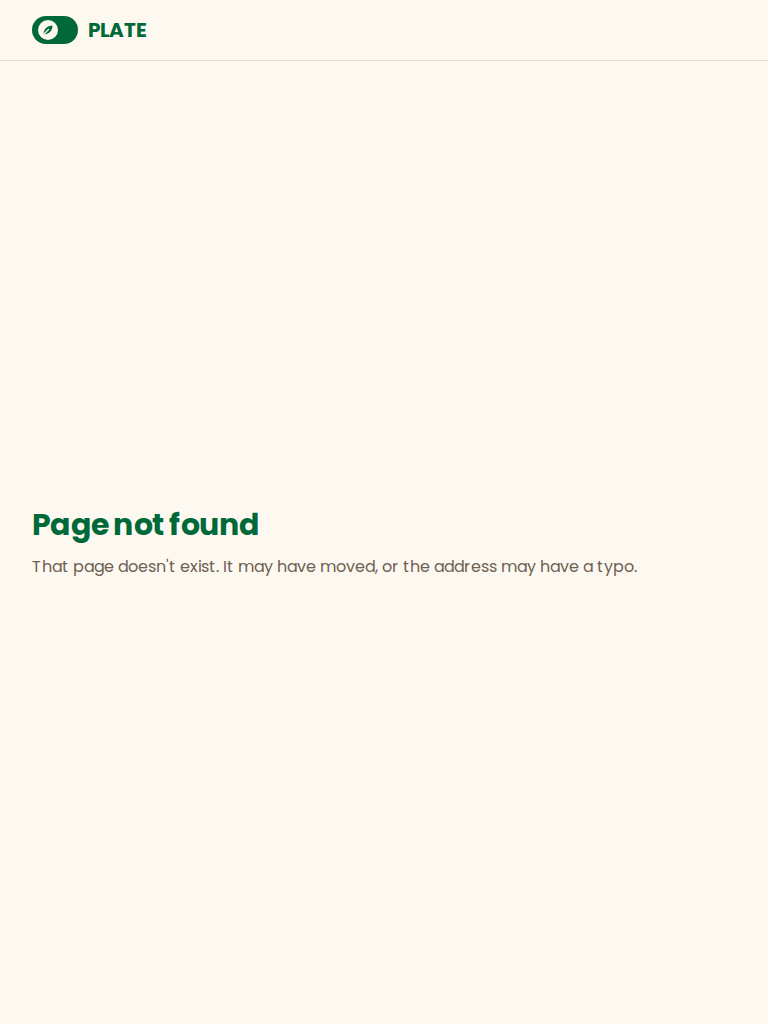 PLATE
Page not found
That page doesn't exist. It may have moved, or the address may have a typo.